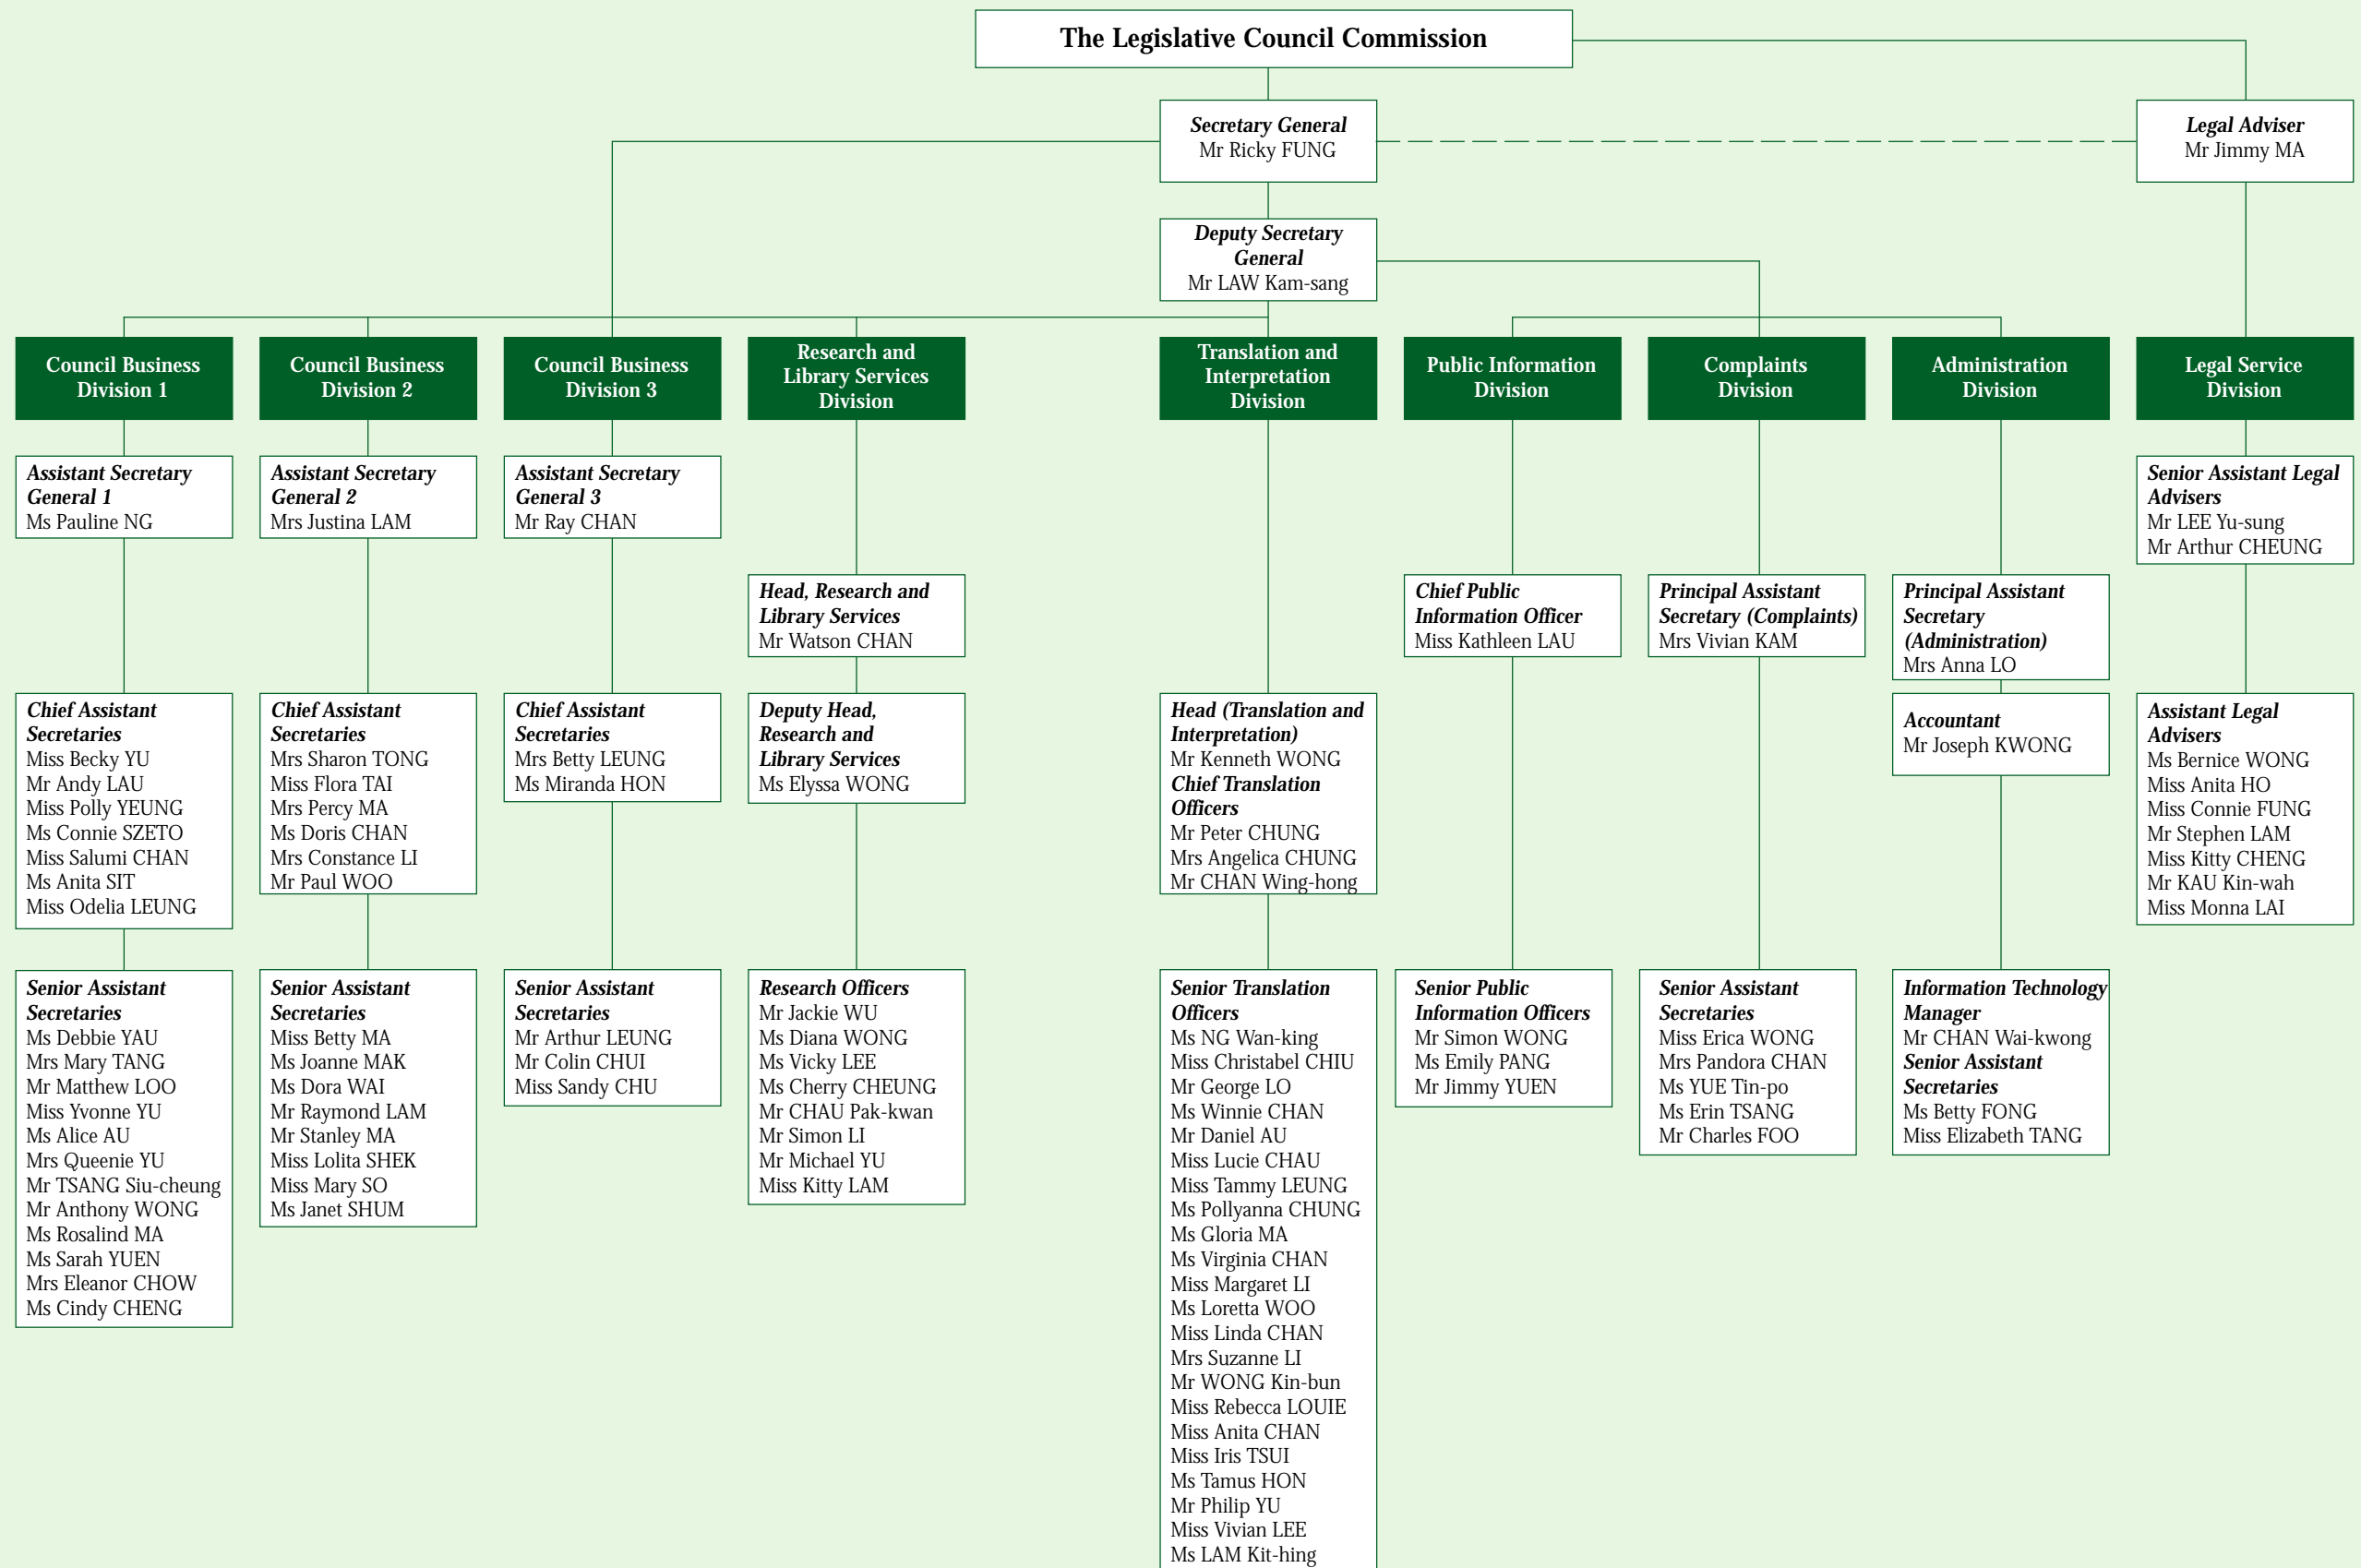 The Legislative Council Commission
Secretary General
Mr Ricky FUNG
Legal Adviser
Mr Jimmy MA
Deputy Secretary
General
Mr LAW Kam-sang
Council Business
Division 1
Council Business
Division 2
Council Business
Division 3
Research and
Library Services
Division
Translation and
Interpretation
Division
Public Information
Division
Complaints
Division
Administration
Division
Legal Service
Division
Assistant Secretary
General 1
Ms Pauline NG
Assistant Secretary
General 2
Mrs Justina LAM
Assistant Secretary
General 3
Mr Ray CHAN
Senior Assistant Legal
Advisers
Mr LEE Yu-sung
Mr Arthur CHEUNG
Head, Research and
Library Services
Mr Watson CHAN
Chief Public
Information Officer
Miss Kathleen LAU
Principal Assistant
Secretary (Complaints)
Mrs Vivian KAM
Principal Assistant
Secretary
(Administration)
Mrs Anna LO
Chief Assistant
Secretaries
Miss Becky YU
Mr Andy LAU
Miss Polly YEUNG
Ms Connie SZETO
Miss Salumi CHAN
Ms Anita SIT
Miss Odelia LEUNG
Chief Assistant
Secretaries
Mrs Sharon TONG
Miss Flora TAI
Mrs Percy MA
Ms Doris CHAN
Mrs Constance LI
Mr Paul WOO
Chief Assistant
Secretaries
Mrs Betty LEUNG
Ms Miranda HON
Deputy Head,
Research and
Library Services
Ms Elyssa WONG
Head (Translation and
Interpretation)
Mr Kenneth WONG
Chief Translation
Officers
Mr Peter CHUNG
Mrs Angelica CHUNG
Mr CHAN Wing-hong
Accountant
Mr Joseph KWONG
Assistant Legal
Advisers
Ms Bernice WONG
Miss Anita HO
Miss Connie FUNG
Mr Stephen LAM
Miss Kitty CHENG
Mr KAU Kin-wah
Miss Monna LAI
Senior Assistant
Secretaries
Ms Debbie YAU
Mrs Mary TANG
Mr Matthew LOO
Miss Yvonne YU
Ms Alice AU
Mrs Queenie YU
Mr TSANG Siu-cheung
Mr Anthony WONG
Ms Rosalind MA
Ms Sarah YUEN
Mrs Eleanor CHOW
Ms Cindy CHENG
Senior Assistant
Secretaries
Miss Betty MA
Ms Joanne MAK
Ms Dora WAI
Mr Raymond LAM
Mr Stanley MA
Miss Lolita SHEK
Miss Mary SO
Ms Janet SHUM
Senior Assistant
Secretaries
Mr Arthur LEUNG
Mr Colin CHUI
Miss Sandy CHU
Research Officers
Mr Jackie WU
Ms Diana WONG
Ms Vicky LEE
Ms Cherry CHEUNG
Mr CHAU Pak-kwan
Mr Simon LI
Mr Michael YU
Miss Kitty LAM
Senior Translation
Officers
Ms NG Wan-king
Miss Christabel CHIU
Mr George LO
Ms Winnie CHAN
Mr Daniel AU
Miss Lucie CHAU
Miss Tammy LEUNG
Ms Pollyanna CHUNG
Ms Gloria MA
Ms Virginia CHAN
Miss Margaret LI
Ms Loretta WOO
Miss Linda CHAN
Mrs Suzanne LI
Mr WONG Kin-bun
Miss Rebecca LOUIE
Miss Anita CHAN
Miss Iris TSUI
Ms Tamus HON
Mr Philip YU
Miss Vivian LEE
Ms LAM Kit-hing
Senior Public
Information Officers
Mr Simon WONG
Ms Emily PANG
Mr Jimmy YUEN
Senior Assistant
Secretaries
Miss Erica WONG
Mrs Pandora CHAN
Ms YUE Tin-po
Ms Erin TSANG
Mr Charles FOO
Information Technology
Manager
Mr CHAN Wai-kwong
Senior Assistant
Secretaries
Ms Betty FONG
Miss Elizabeth TANG